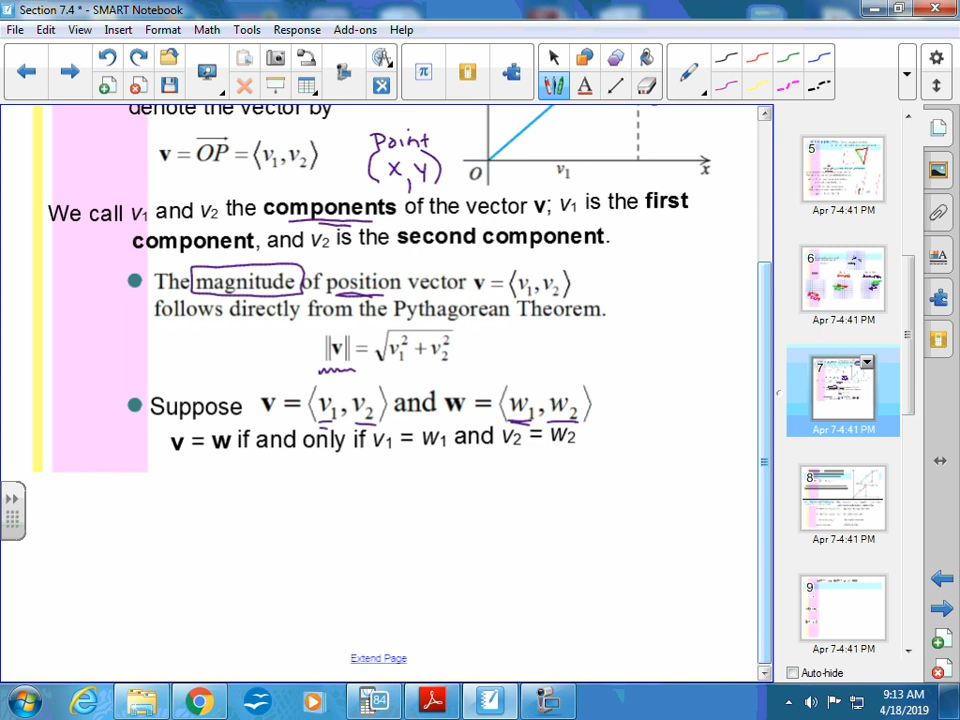 Section 7.4 * - SMART Notebook
File Edit View Insert Format Math Tools Response Add-ons Help
denote the vector by
v = OP = ⟨v₁, v₂⟩
Point
(x, y)
O
v₁
x
We call v₁ and v₂ the components of the vector v; v₁ is the first
component, and v₂ is the second component.
The magnitude of position vector v = ⟨v₁, v₂⟩
follows directly from the Pythagorean Theorem.
‖v‖ = √v₁² + v₂²
Suppose v = ⟨v₁, v₂⟩ and w = ⟨w₁, w₂⟩
v = w if and only if v₁ = w₁ and v₂ = w₂
Extend Page
5
Apr 7-4:41 PM
6
Apr 7-4:41 PM
7
Apr 7-4:41 PM
8
Apr 7-4:41 PM
9
Apr 7-4:41 PM
Auto-hide
84
9:13 AM
4/18/2019